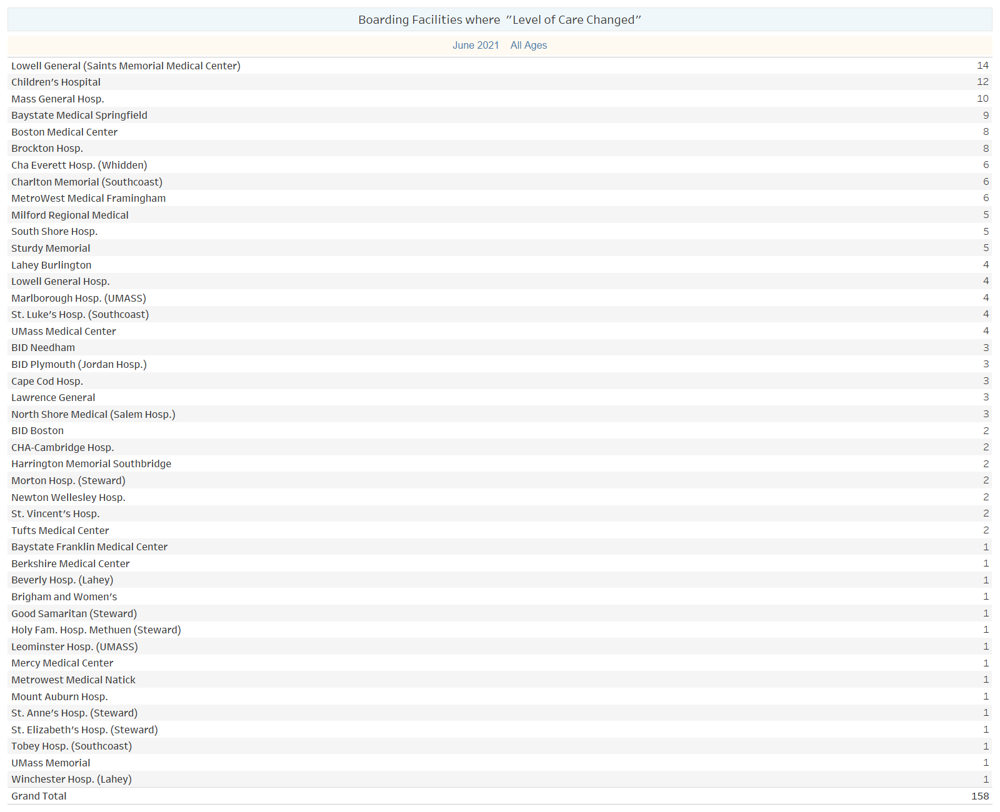 Boarding Facilities where "Level of Care Changed"
June 2021 All Ages
Lowell General (Saints Memorial Medical Center) 14
Children's Hospital 12
Mass General Hosp. 10
Baystate Medical Springfield 9
Boston Medical Center 8
Brockton Hosp. 8
Cha Everett Hosp. (Whidden) 6
Charlton Memorial (Southcoast) 6
MetroWest Medical Framingham 6
Milford Regional Medical 5
South Shore Hosp. 5
Sturdy Memorial 5
Lahey Burlington 4
Lowell General Hosp. 4
Marlborough Hosp. (UMASS) 4
St. Luke's Hosp. (Southcoast) 4
UMass Medical Center 4
BID Needham 3
BID Plymouth (Jordan Hosp.) 3
Cape Cod Hosp. 3
Lawrence General 3
North Shore Medical (Salem Hosp.) 3
BID Boston 2
CHA-Cambridge Hosp. 2
Harrington Memorial Southbridge 2
Morton Hosp. (Steward) 2
Newton Wellesley Hosp. 2
St. Vincent's Hosp. 2
Tufts Medical Center 2
Baystate Franklin Medical Center 1
Berkshire Medical Center 1
Beverly Hosp. (Lahey) 1
Brigham and Women's 1
Good Samaritan (Steward) 1
Holy Fam. Hosp. Methuen (Steward) 1
Leominster Hosp. (UMASS) 1
Mercy Medical Center 1
Metrowest Medical Natick 1
Mount Auburn Hosp. 1
St. Anne's Hosp. (Steward) 1
St. Elizabeth's Hosp. (Steward) 1
Tobey Hosp. (Southcoast) 1
UMass Memorial 1
Winchester Hosp. (Lahey) 1
Grand Total 158